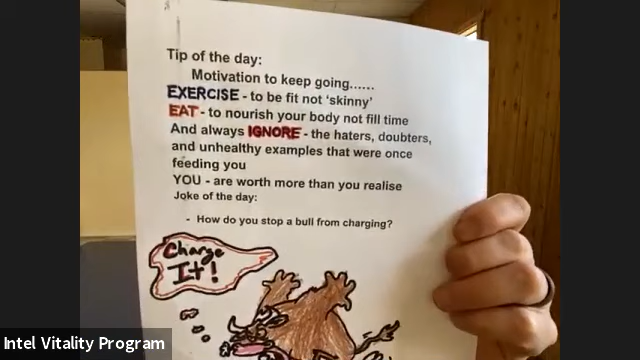 Tip of the day:
Motivation to keep going......
EXERCISE - to be fit not 'skinny'
EAT - to nourish your body not fill time
And always IGNORE - the haters, doubters,
and unhealthy examples that were once
feeding you
YOU - are worth more than you realise
Joke of the day:
- How do you stop a bull from charging?
Charge
It!
Intel Vitality Program